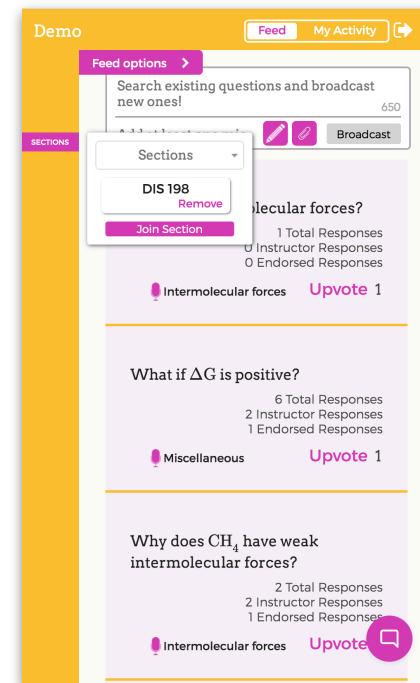 Demo
Feed
My Activity
Feed options
Search existing questions and broadcast
new ones!
650
Broadcast
SECTIONS
Sections
DIS 198
Remove
Join Section
lecular forces?
1 Total Responses
0 Instructor Responses
0 Endorsed Responses
Intermolecular forces
Upvote 1
What if ΔG is positive?
6 Total Responses
2 Instructor Responses
1 Endorsed Responses
Miscellaneous
Upvote 1
Why does CH₄ have weak
intermolecular forces?
2 Total Responses
2 Instructor Responses
1 Endorsed Responses
Intermolecular forces
Upvote